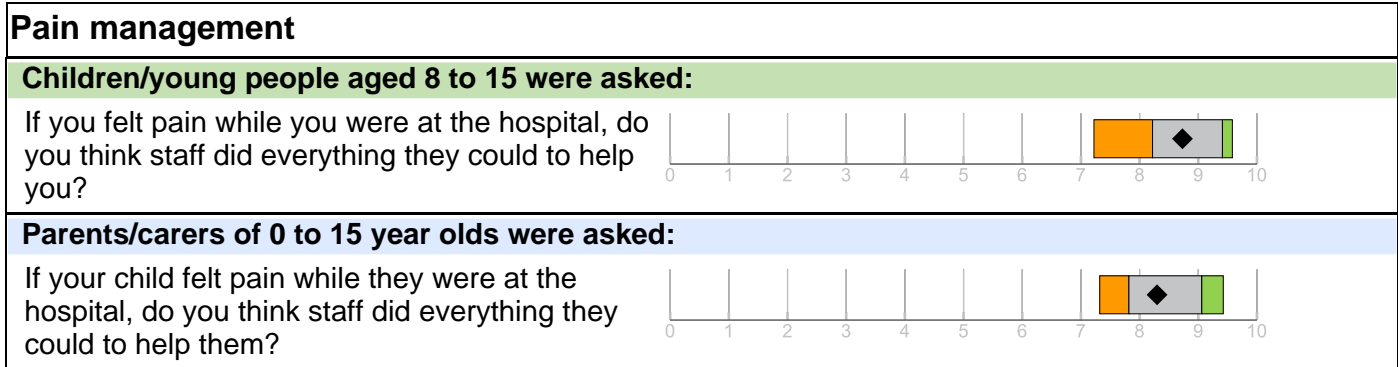 Pain management
Children/young people aged 8 to 15 were asked:
If you felt pain while you were at the hospital, do
you think staff did everything they could to help
you?
0 1 2 3 4 5 6 7 8 9 10
Parents/carers of 0 to 15 year olds were asked:
If your child felt pain while they were at the
hospital, do you think staff did everything they
could to help them?
0 1 2 3 4 5 6 7 8 9 10